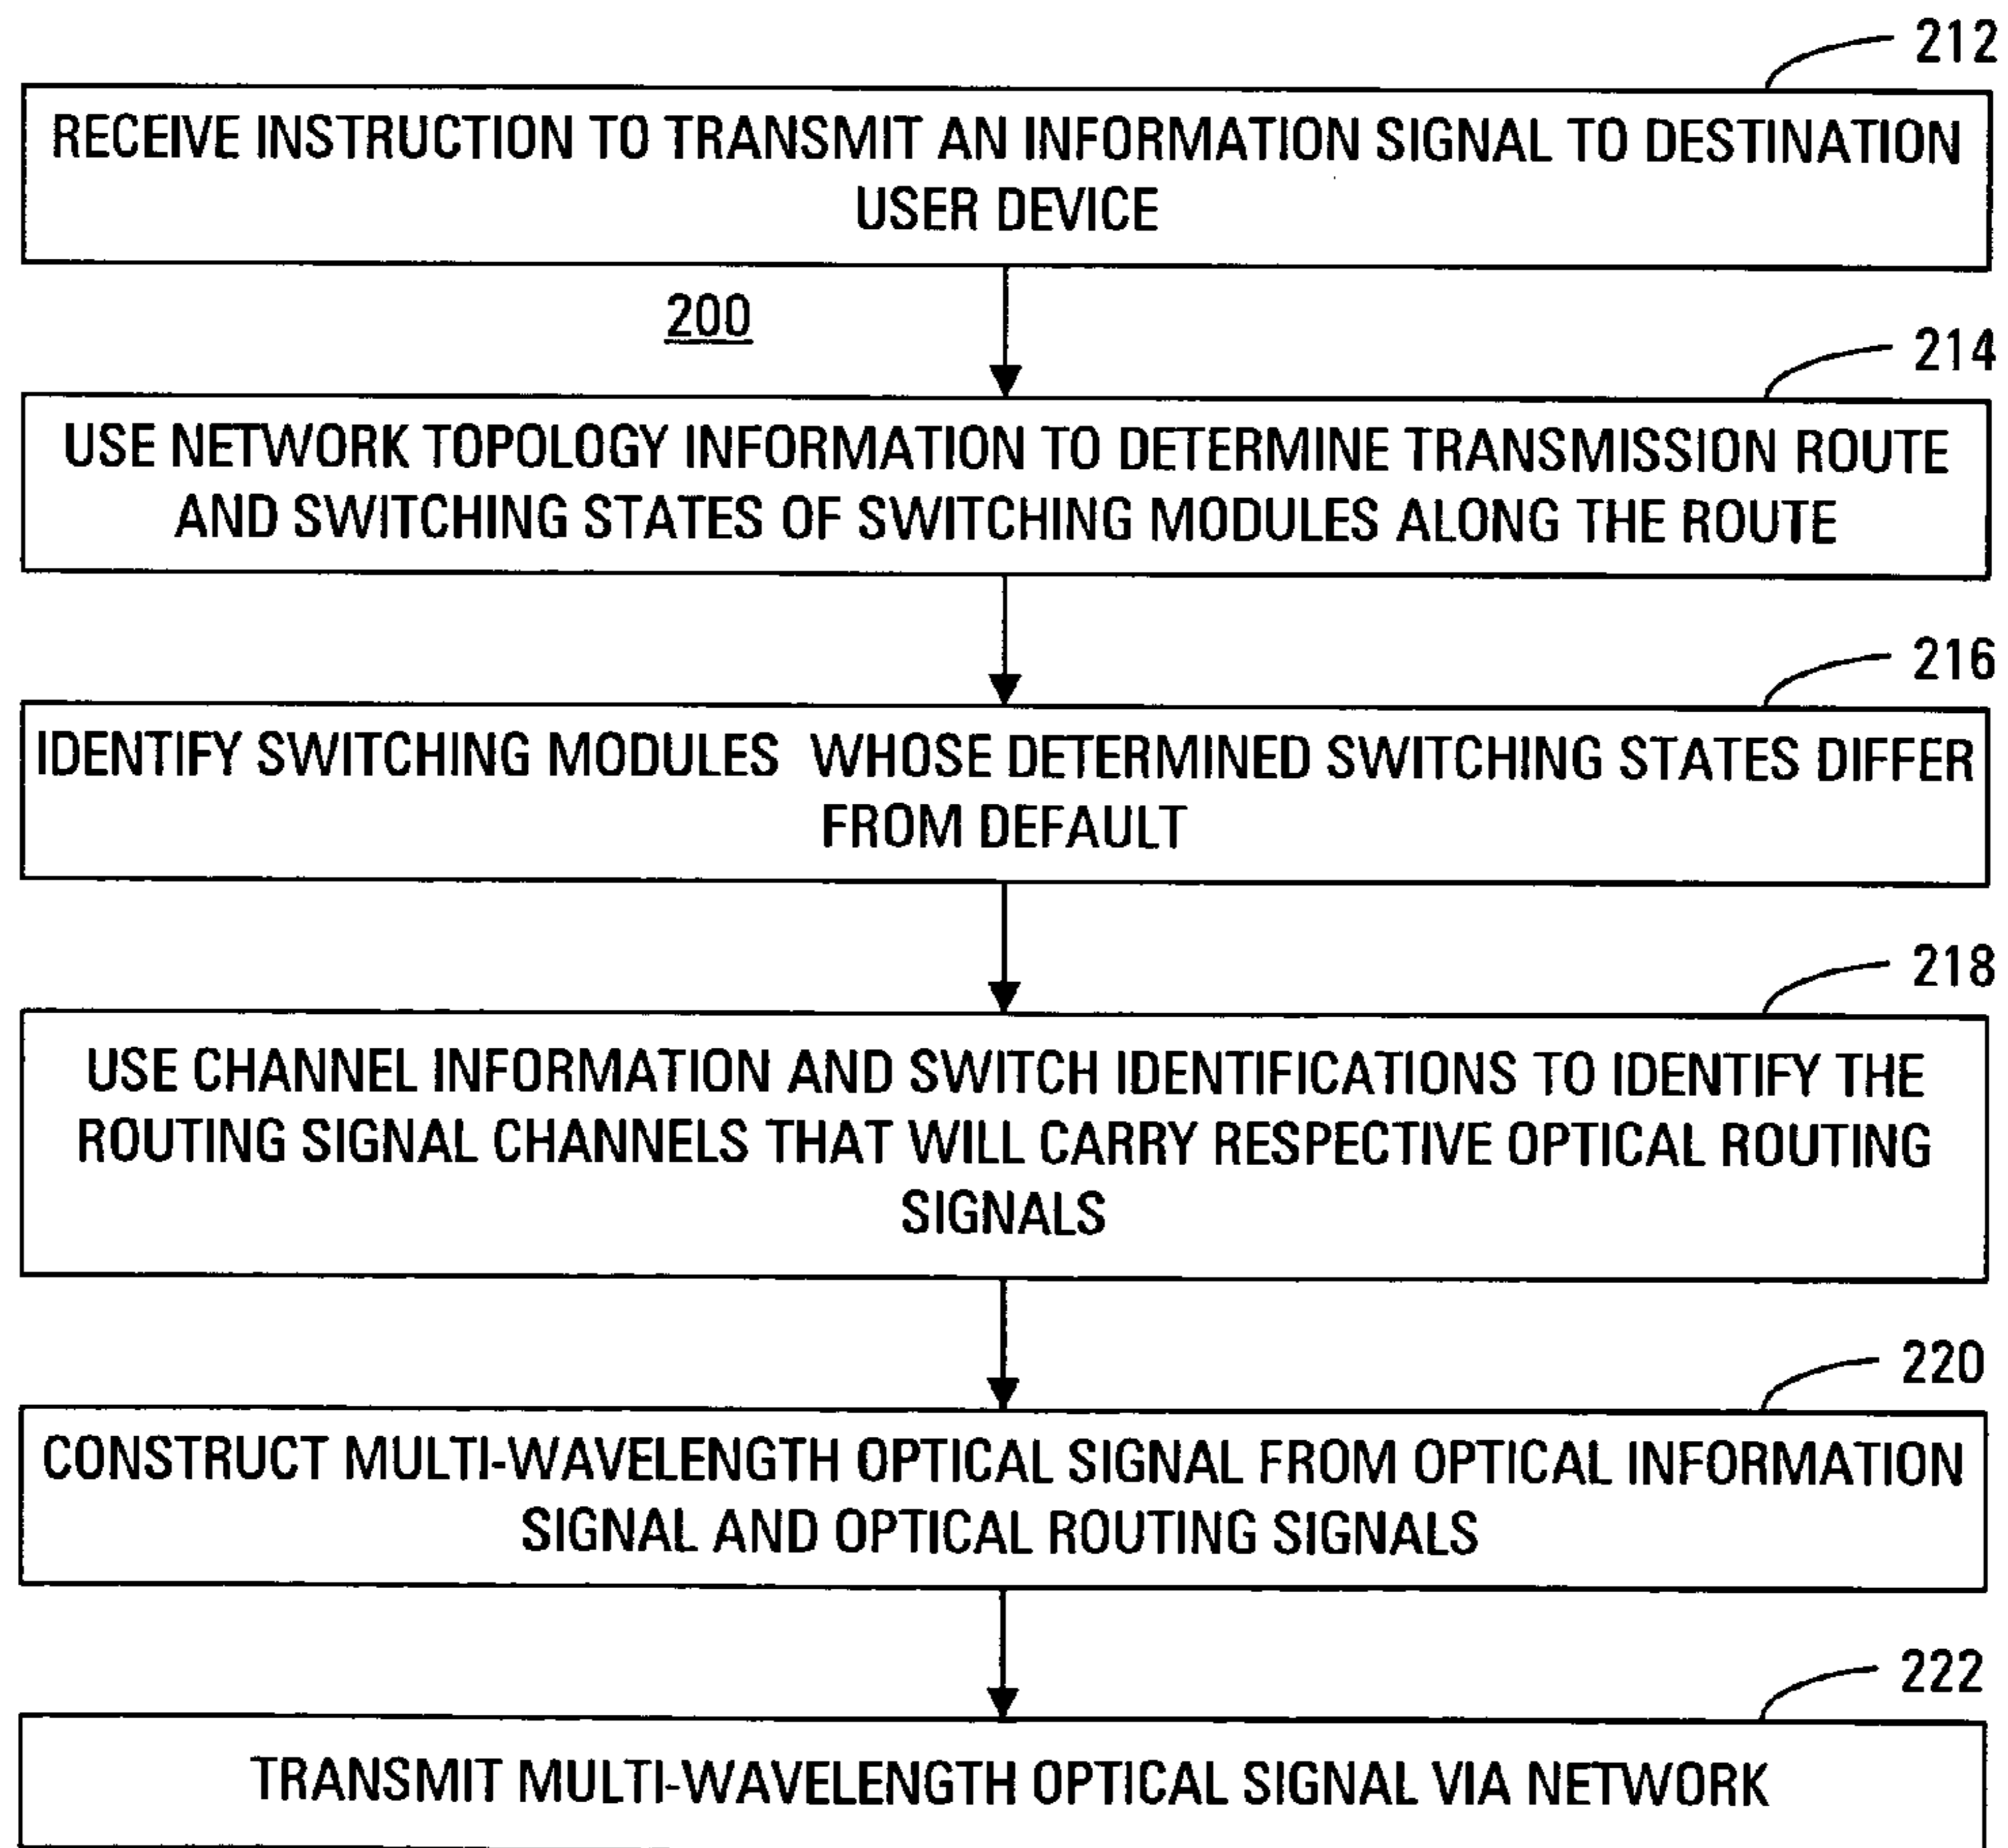 212
RECEIVE INSTRUCTION TO TRANSMIT AN INFORMATION SIGNAL TO DESTINATION
USER DEVICE
200
214
USE NETWORK TOPOLOGY INFORMATION TO DETERMINE TRANSMISSION ROUTE
AND SWITCHING STATES OF SWITCHING MODULES ALONG THE ROUTE
216
IDENTIFY SWITCHING MODULES WHOSE DETERMINED SWITCHING STATES DIFFER
FROM DEFAULT
218
USE CHANNEL INFORMATION AND SWITCH IDENTIFICATIONS TO IDENTIFY THE
ROUTING SIGNAL CHANNELS THAT WILL CARRY RESPECTIVE OPTICAL ROUTING
SIGNALS
220
CONSTRUCT MULTI-WAVELENGTH OPTICAL SIGNAL FROM OPTICAL INFORMATION
SIGNAL AND OPTICAL ROUTING SIGNALS
222
TRANSMIT MULTI-WAVELENGTH OPTICAL SIGNAL VIA NETWORK